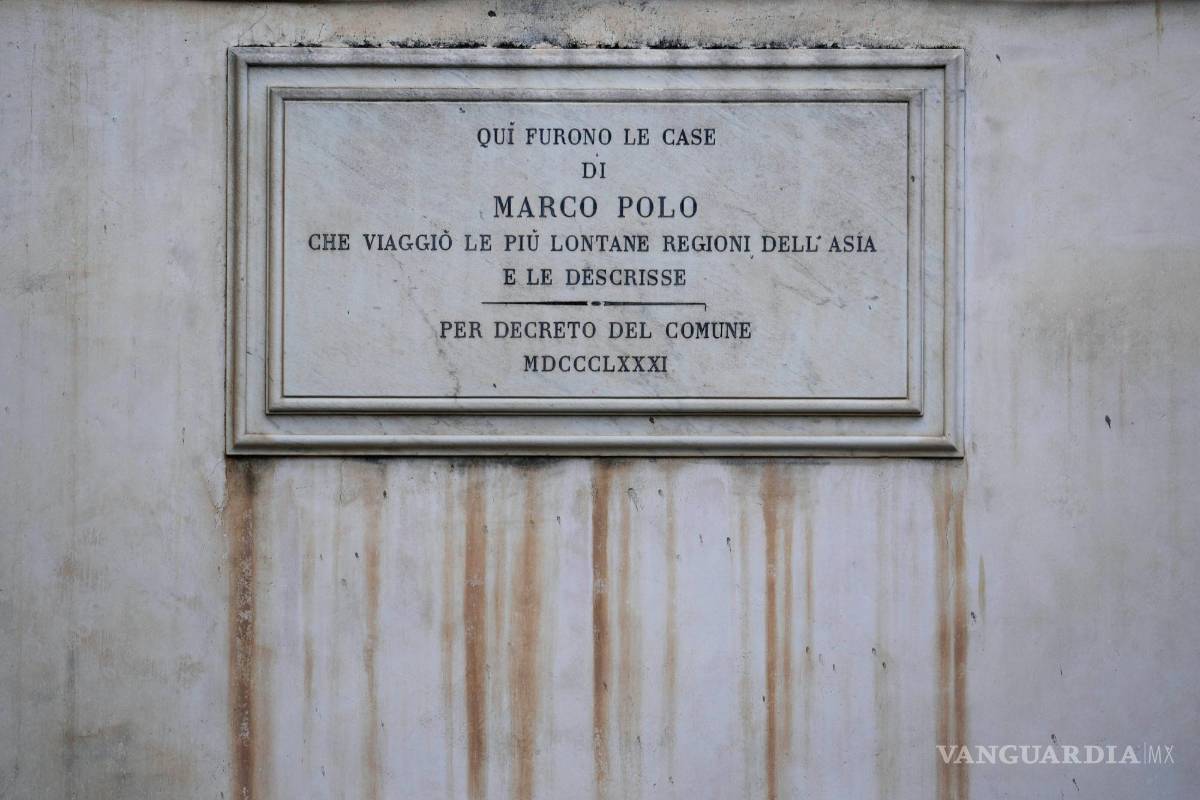 QUÌ FURONO LE CASE
DI
MARCO POLO
CHE VIAGGIÒ LE PIÙ LONTANE REGIONI DELL' ASIA
E LE DESCRISSE
PER DECRETO DEL COMUNE
MDCCCLXXXI
VANGUARDIA|MX